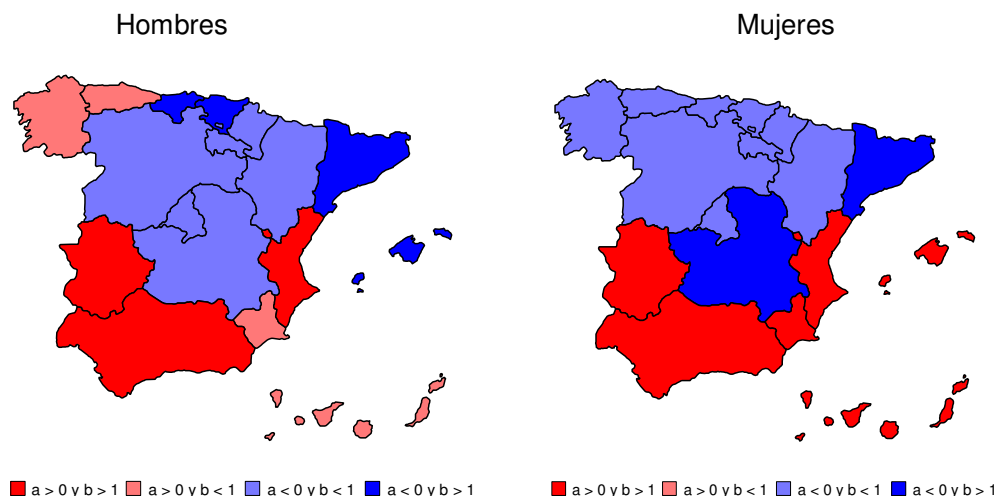 Hombres
Mujeres
a > 0 y b > 1 a > 0 y b < 1 a < 0 y b < 1 a < 0 y b > 1
a > 0 y b > 1 a > 0 y b < 1 a < 0 y b < 1 a < 0 y b > 1